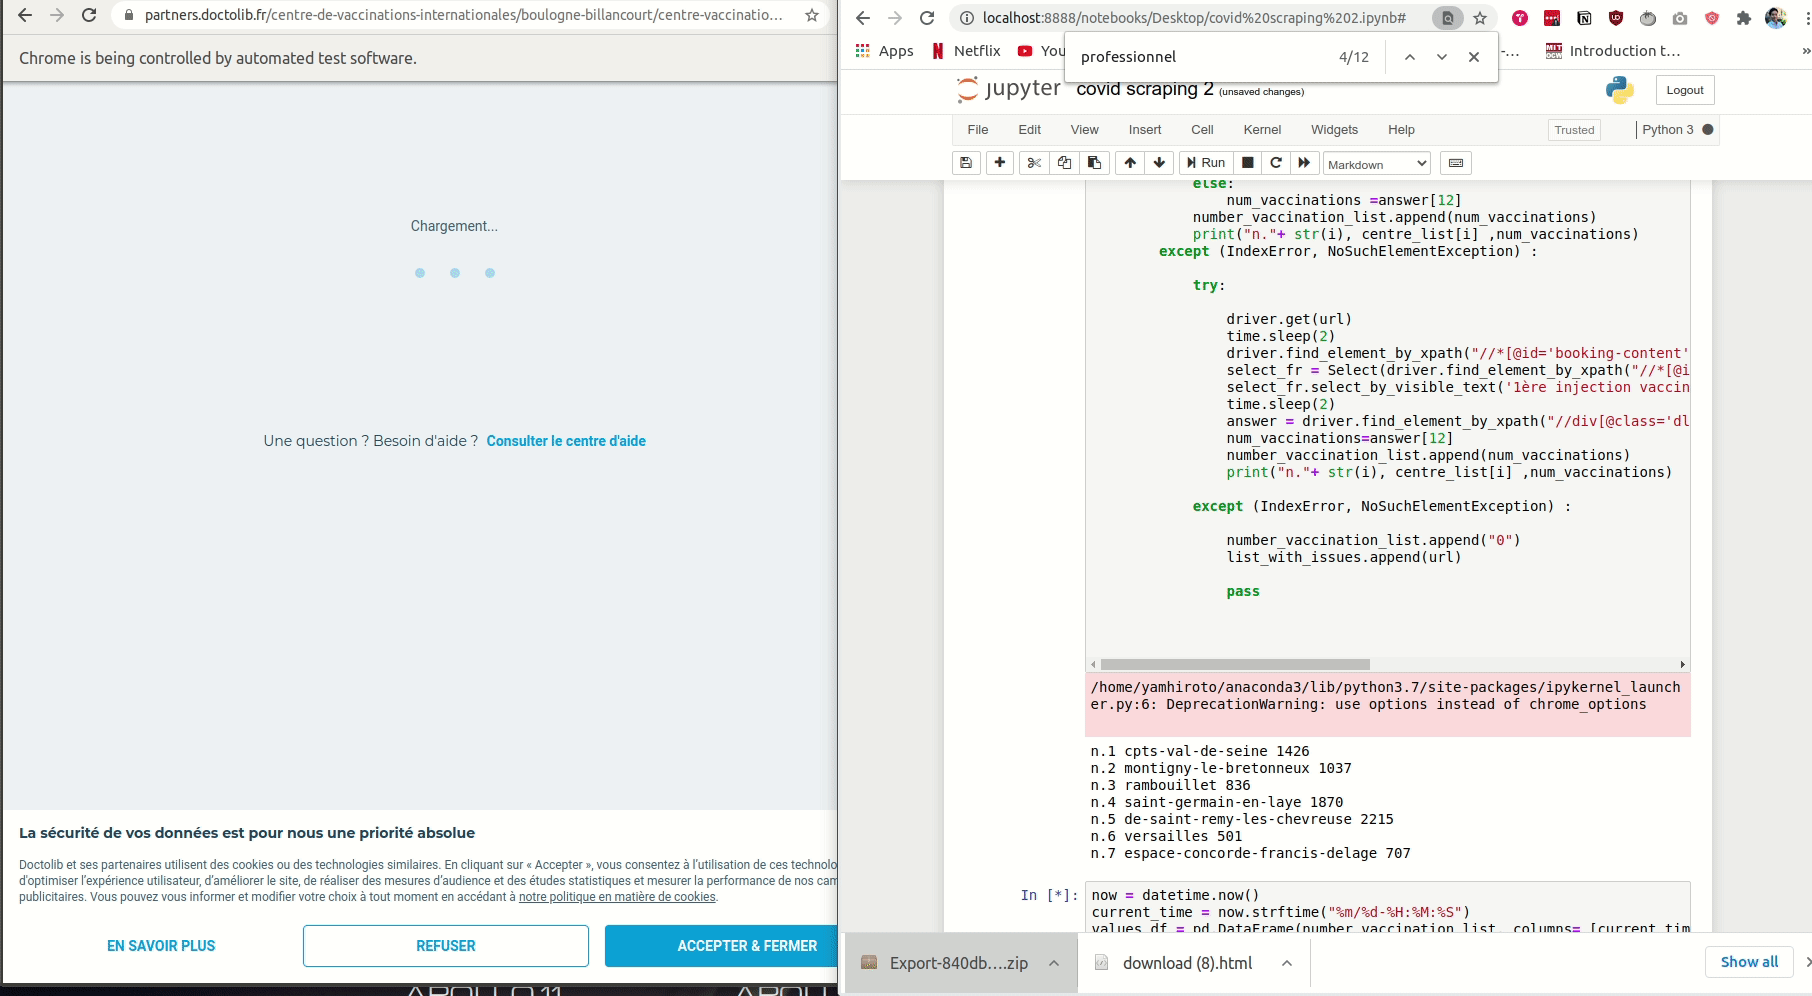 partners.doctolib.fr/centre-de-vaccinations-internationales/boulogne-billancourt/centre-vaccinatio...
Chrome is being controlled by automated test software.
Chargement...
Une question ? Besoin d'aide ? Consulter le centre d'aide
La sécurité de vos données est pour nous une priorité absolue
Doctolib et ses partenaires utilisent des cookies ou des technologies similaires. En cliquant sur « Accepter », vous consentez à l'utilisation de ces technolo
d'optimiser l'expérience utilisateur, d'améliorer le site, de réaliser des mesures d'audience et des études statistiques et mesurer la performance de nos cam
publicitaires. Vous pouvez vous informer et modifier votre choix à tout moment en accédant à notre politique en matière de cookies.
EN SAVOIR PLUS
REFUSER
ACCEPTER & FERMER
localhost:8888/notebooks/Desktop/covid%20scraping%202.ipynb#
Apps
Netflix
You
Introduction t...
professionnel
4/12
jupyter covid scraping 2 (unsaved changes)
Logout
File Edit View Insert Cell Kernel Widgets Help
Trusted
Python 3
Run
Markdown
else:
num_vaccinations =answer[12]
number_vaccination_list.append(num_vaccinations)
print("n."+ str(i), centre_list[i] ,num_vaccinations)
except (IndexError, NoSuchElementException) :
try:
driver.get(url)
time.sleep(2)
driver.find_element_by_xpath("//*[@id='booking-content'
select_fr = Select(driver.find_element_by_xpath("//*[@i
select_fr.select_by_visible_text('1ère injection vaccin
time.sleep(2)
answer = driver.find_element_by_xpath("//div[@class='dl
num_vaccinations=answer[12]
number_vaccination_list.append(num_vaccinations)
print("n."+ str(i), centre_list[i] ,num_vaccinations)
except (IndexError, NoSuchElementException) :
number_vaccination_list.append("0")
list_with_issues.append(url)
pass
/home/yamhiroto/anaconda3/lib/python3.7/site-packages/ipykernel_launch
er.py:6: DeprecationWarning: use options instead of chrome_options
n.1 cpts-val-de-seine 1426
n.2 montigny-le-bretonneux 1037
n.3 rambouillet 836
n.4 saint-germain-en-laye 1870
n.5 de-saint-remy-les-chevreuse 2215
n.6 versailles 501
n.7 espace-concorde-francis-delage 707
In [*]: now = datetime.now()
current_time = now.strftime("%m/%d-%H:%M:%S")
values_df = pd.DataFrame(number_vaccination_list, columns= [current_tim
Export-840db....zip
download (8).html
Show all